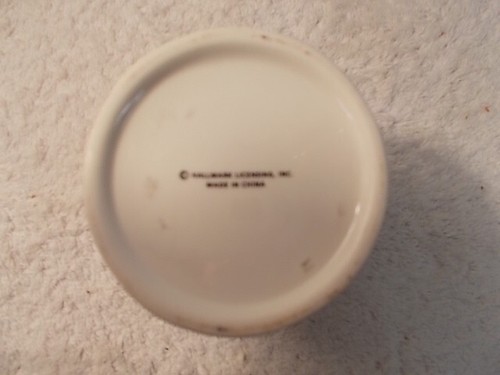 © HALLMARK LICENSING, INC.
MADE IN CHINA